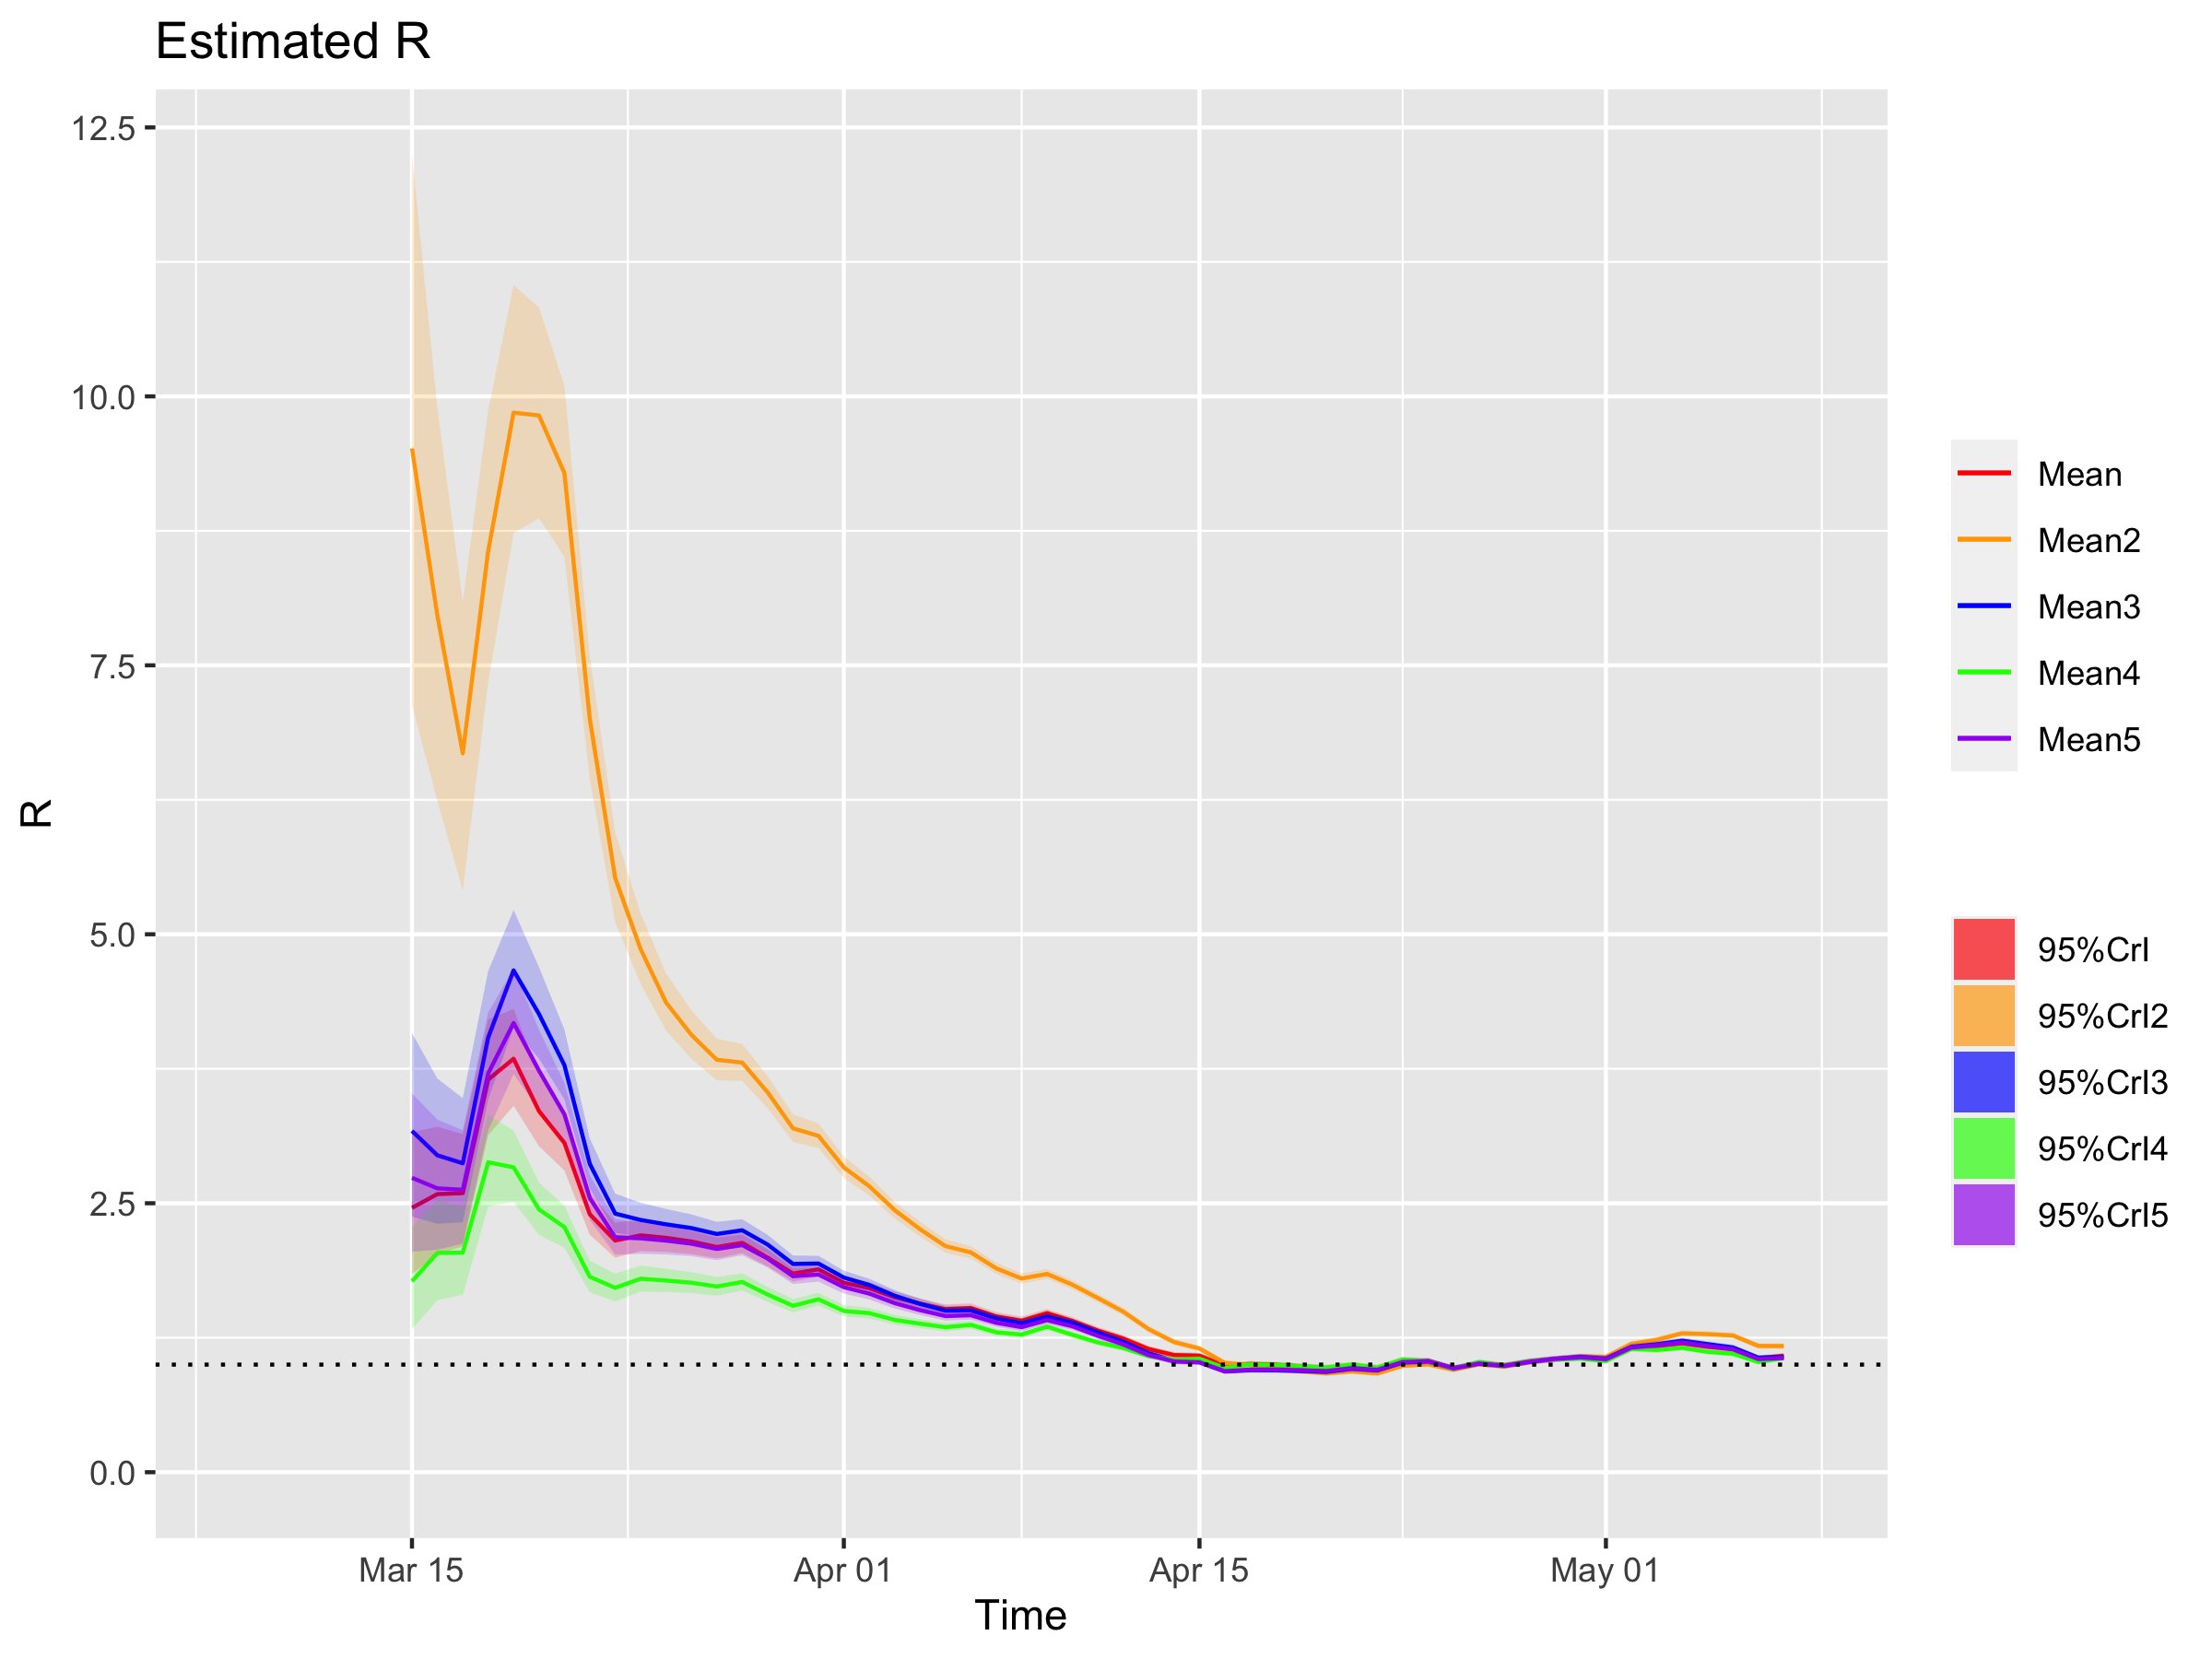 Estimated R
12.5
10.0
7.5
5.0
2.5
0.0
R
Mar 15
Apr 01
Apr 15
May 01
Time
Mean
Mean2
Mean3
Mean4
Mean5
95%CrI
95%CrI2
95%CrI3
95%CrI4
95%CrI5